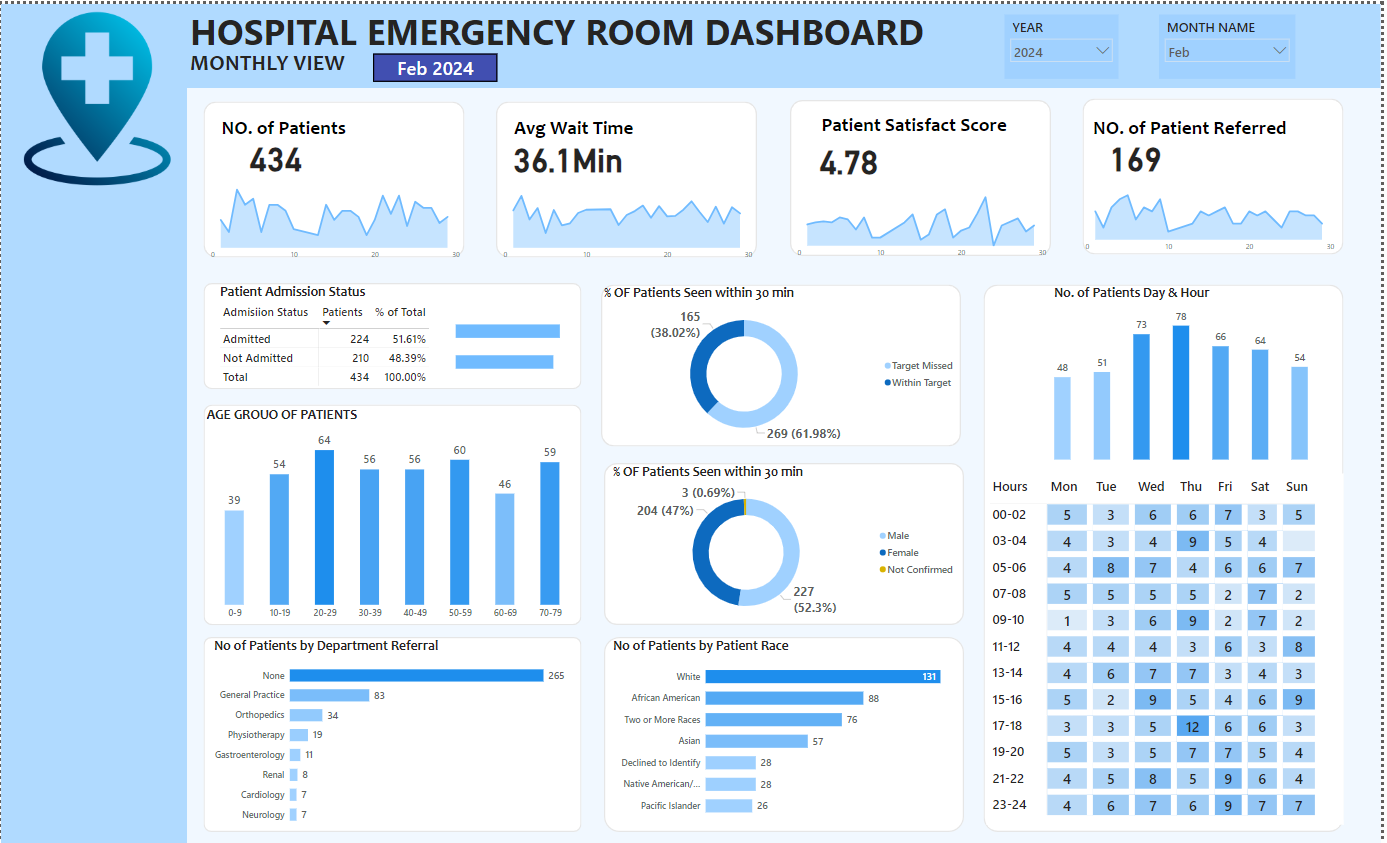 HOSPITAL EMERGENCY ROOM DASHBOARD
MONTHLY VIEW
Feb 2024
YEAR
2024
MONTH NAME
Feb
NO. of Patients
434
0 10 20 30
Avg Wait Time
36.1Min
0 10 20 30
Patient Satisfact Score
4.78
0 10 20 30
NO. of Patient Referred
169
0 10 20 30
Patient Admission Status
Admisiion Status Patients % of Total
Admitted 224 51.61%
Not Admitted 210 48.39%
Total 434 100.00%
AGE GROUO OF PATIENTS
39 54 64 56 56 60 46 59
0-9 10-19 20-29 30-39 40-49 50-59 60-69 70-79
No of Patients by Department Referral
None 265
General Practice 83
Orthopedics 34
Physiotherapy 19
Gastroenterology 11
Renal 8
Cardiology 7
Neurology 7
% OF Patients Seen within 30 min
165
(38.02%)
269 (61.98%)
Target Missed
Within Target
% OF Patients Seen within 30 min
3 (0.69%)
204 (47%)
227
(52.3%)
Male
Female
Not Confirmed
No of Patients by Patient Race
White 131
African American 88
Two or More Races 76
Asian 57
Declined to Identify 28
Native American/... 28
Pacific Islander 26
No. of Patients Day & Hour
48 51 73 78 66 64 54
Hours Mon Tue Wed Thu Fri Sat Sun
00-02 5 3 6 6 7 3 5
03-04 4 3 4 9 5 4
05-06 4 8 7 4 6 6 7
07-08 5 5 5 5 2 7 2
09-10 1 3 6 9 2 7 2
11-12 4 4 4 3 6 3 8
13-14 4 6 7 7 3 4 3
15-16 5 2 9 5 4 6 9
17-18 3 3 5 12 6 6 3
19-20 5 3 5 7 7 5 4
21-22 4 5 8 5 9 6 4
23-24 4 6 7 6 9 7 7